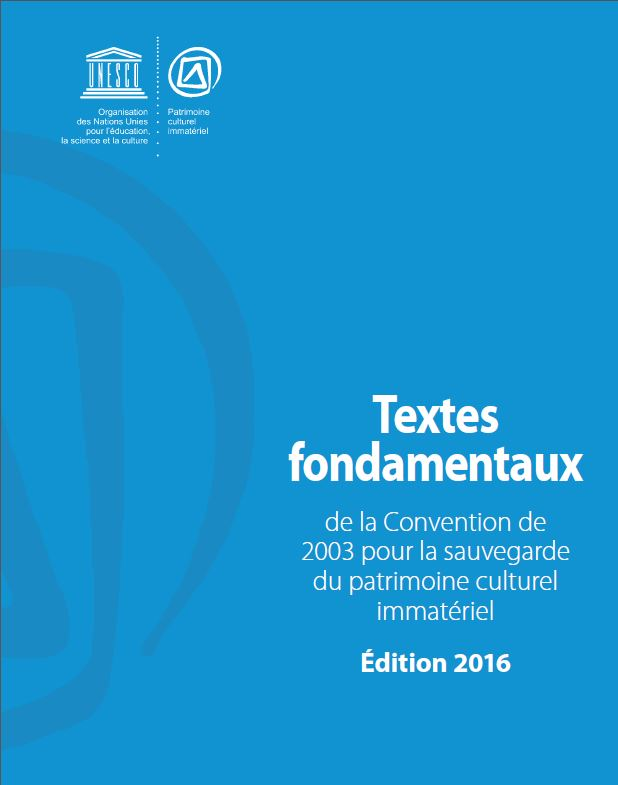 UNESCO
Organisation
des Nations Unies
pour l'éducation,
la science et la culture
Patrimoine
culturel
immatériel
Textes
fondamentaux
de la Convention de
2003 pour la sauvegarde
du patrimoine culturel
immatériel
Édition 2016